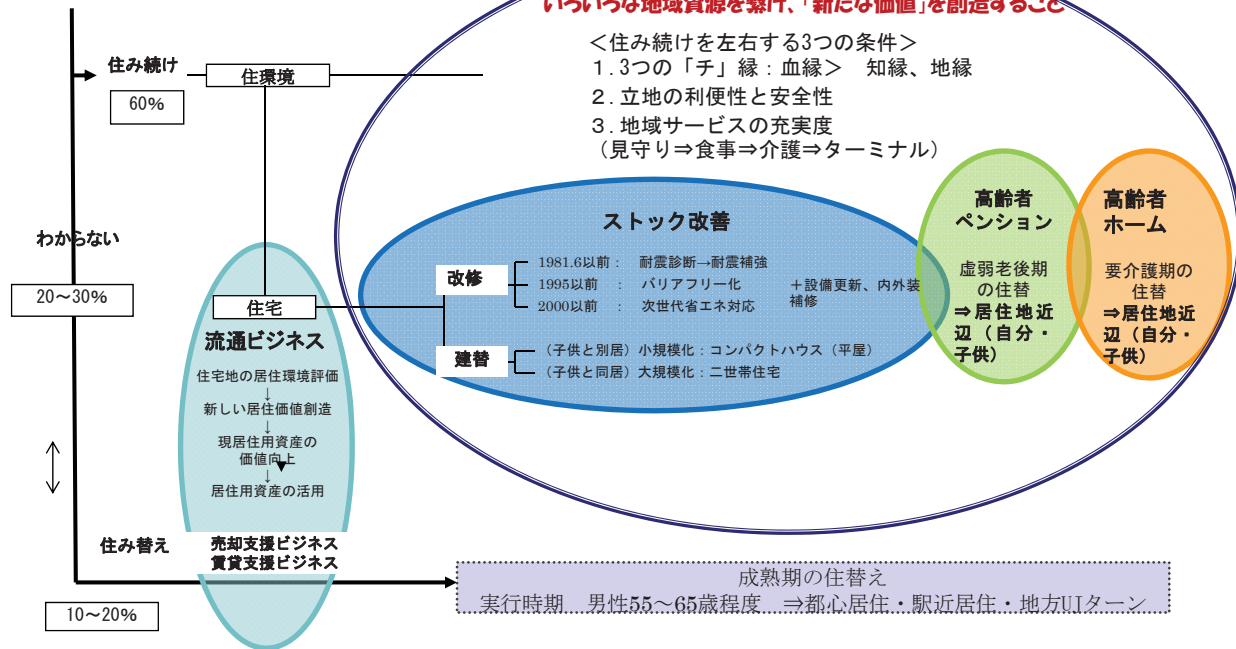 いろいろな地域資源を繋げ、「新たな価値」を創造すること
＜住み続けを左右する3つの条件＞
１．3つの「チ」縁：血縁＞　知縁、地縁
２．立地の利便性と安全性
３．地域サービスの充実度
（見守り⇒食事⇒介護⇒ターミナル）
住み続け
60%
住環境
わからない
20～30%
住宅
流通ビジネス
住宅地の居住環境評価
↓
新しい居住価値創造
↓
現居住用資産の
価値向上
↓
居住用資産の活用
売却支援ビジネス
賃貸支援ビジネス
ストック改善
改修
1981.6以前：　耐震診断→耐震補強
1995以前：　バリアフリー化
2000以前：　次世代省エネ対応
＋設備更新、内外装
補修
建替
（子供と別居）小規模化：コンパクトハウス（平屋）
（子供と同居）大規模化：二世帯住宅
高齢者
ペンション
虚弱老後期
の住替
⇒居住地近
辺（自分・
子供）
高齢者
ホーム
要介護期の
住替
⇒居住地近
辺（自分・
子供）
住み替え
10～20%
成熟期の住替え
実行時期　男性55～65歳程度　⇒都心居住・駅近居住・地方UIターン